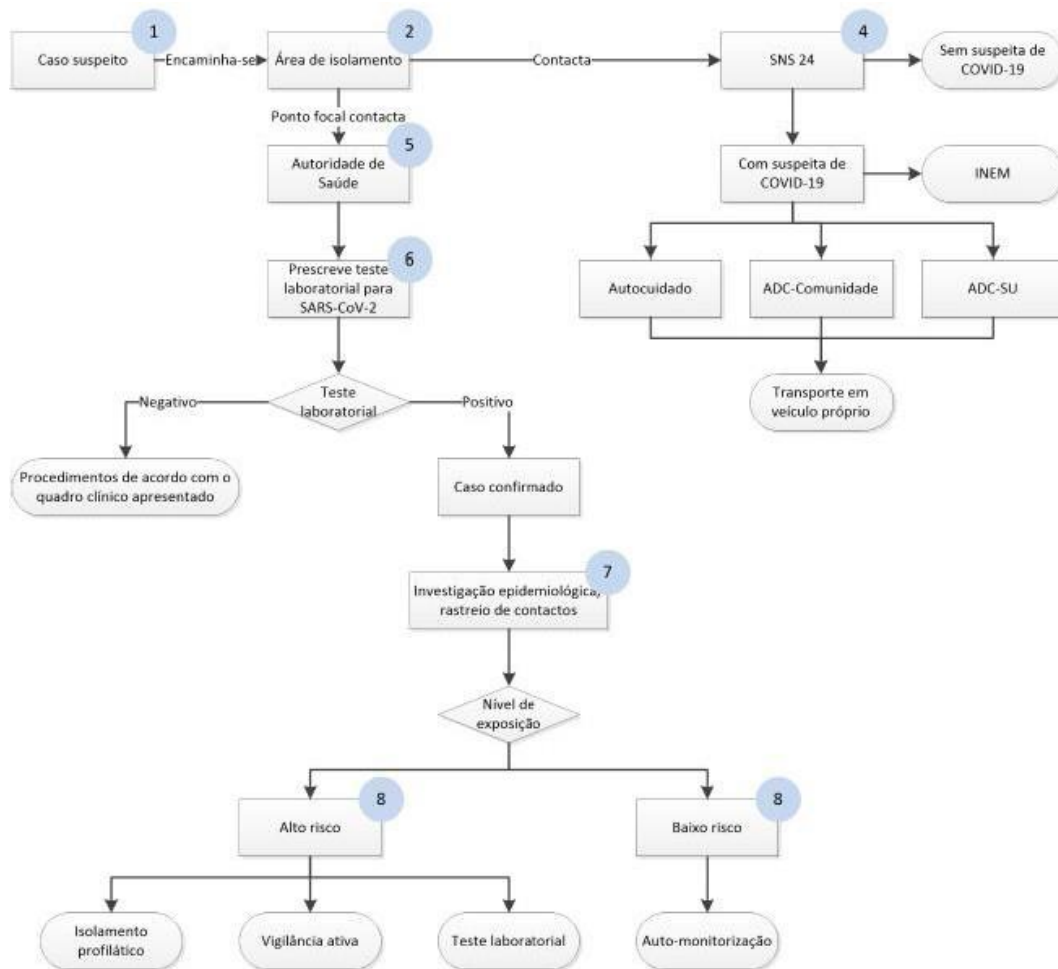 1
2
4
Caso suspeito
Encaminha-se
Área de isolamento
Contacta
SNS 24
Sem suspeita de
COVID-19
Ponto focal contacta
5
Autoridade de
Saúde
Com suspeita de
COVID-19
INEM
6
Prescreve teste
laboratorial para
SARS-CoV-2
Autocuidado
ADC-Comunidade
ADC-SU
Teste
laboratorial
Negativo
Positivo
Transporte em
veículo próprio
Procedimentos de acordo com o
quadro clínico apresentado
Caso confirmado
7
Investigação epidemiológica,
rastreio de contactos
Nível de
exposição
8
Alto risco
8
Baixo risco
Isolamento
profilático
Vigilância ativa
Teste laboratorial
Auto-monitorização